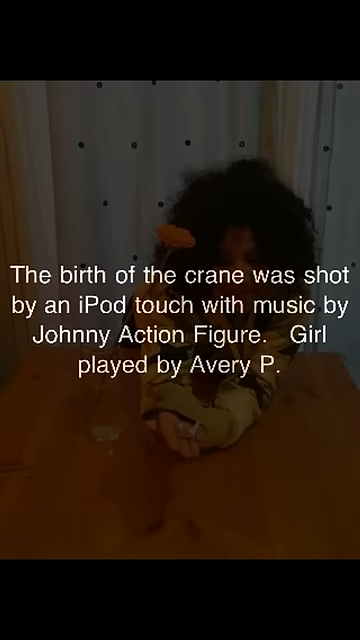 The birth of the crane was shot
by an iPod touch with music by
Johnny Action Figure.   Girl
played by Avery P.